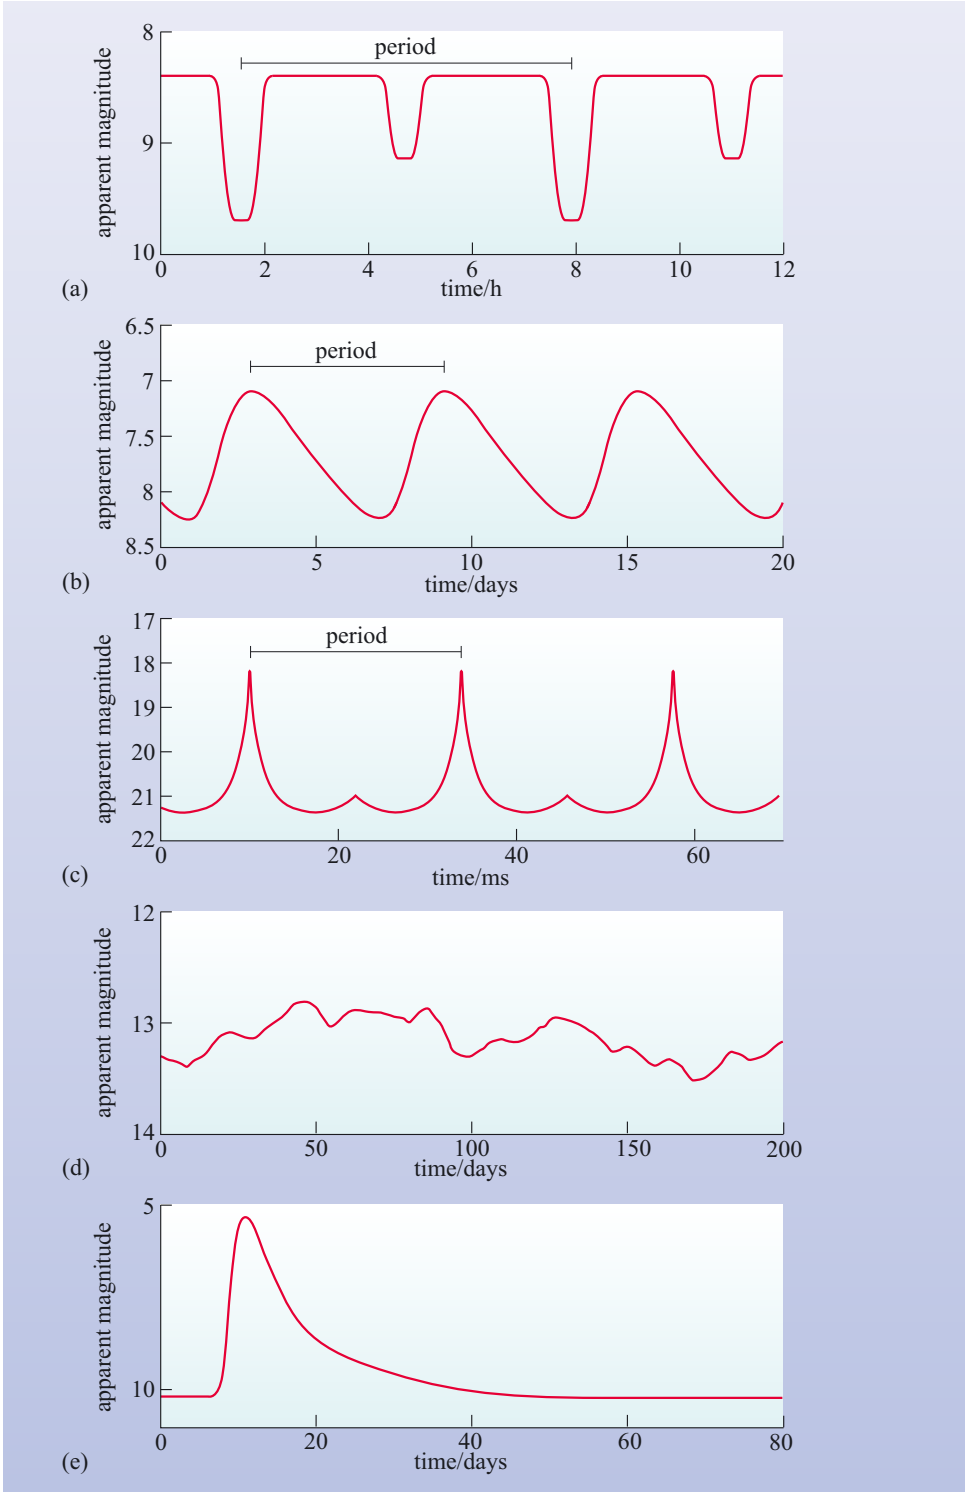 8
period
apparent magnitude
9
10
0 2 4 6 8 10 12
time/h
(a)
6.5
period
7
apparent magnitude
7.5
8
8.5
0 5 10 15 20
time/days
(b)
17
period
18
apparent magnitude
19
20
21
22
0 20 40 60
time/ms
(c)
12
apparent magnitude
13
14
0 50 100 150 200
time/days
(d)
5
apparent magnitude
10
0 20 40 60 80
time/days
(e)